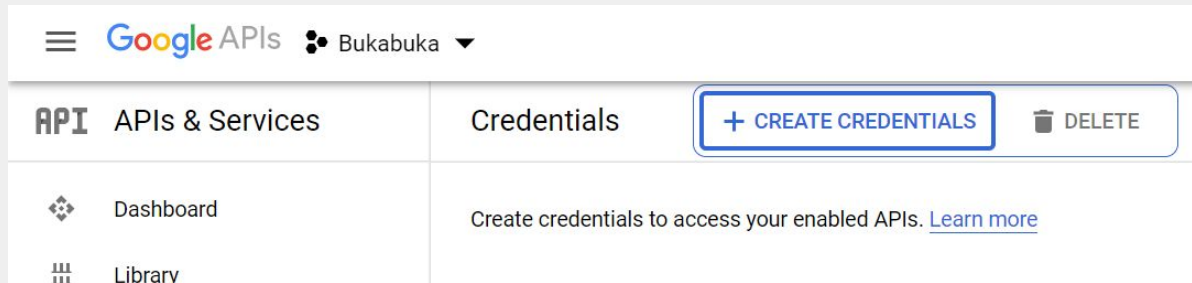 Google APIs Bukabuka
API APIs & Services
Credentials + CREATE CREDENTIALS DELETE
Dashboard
Create credentials to access your enabled APIs. Learn more
Library